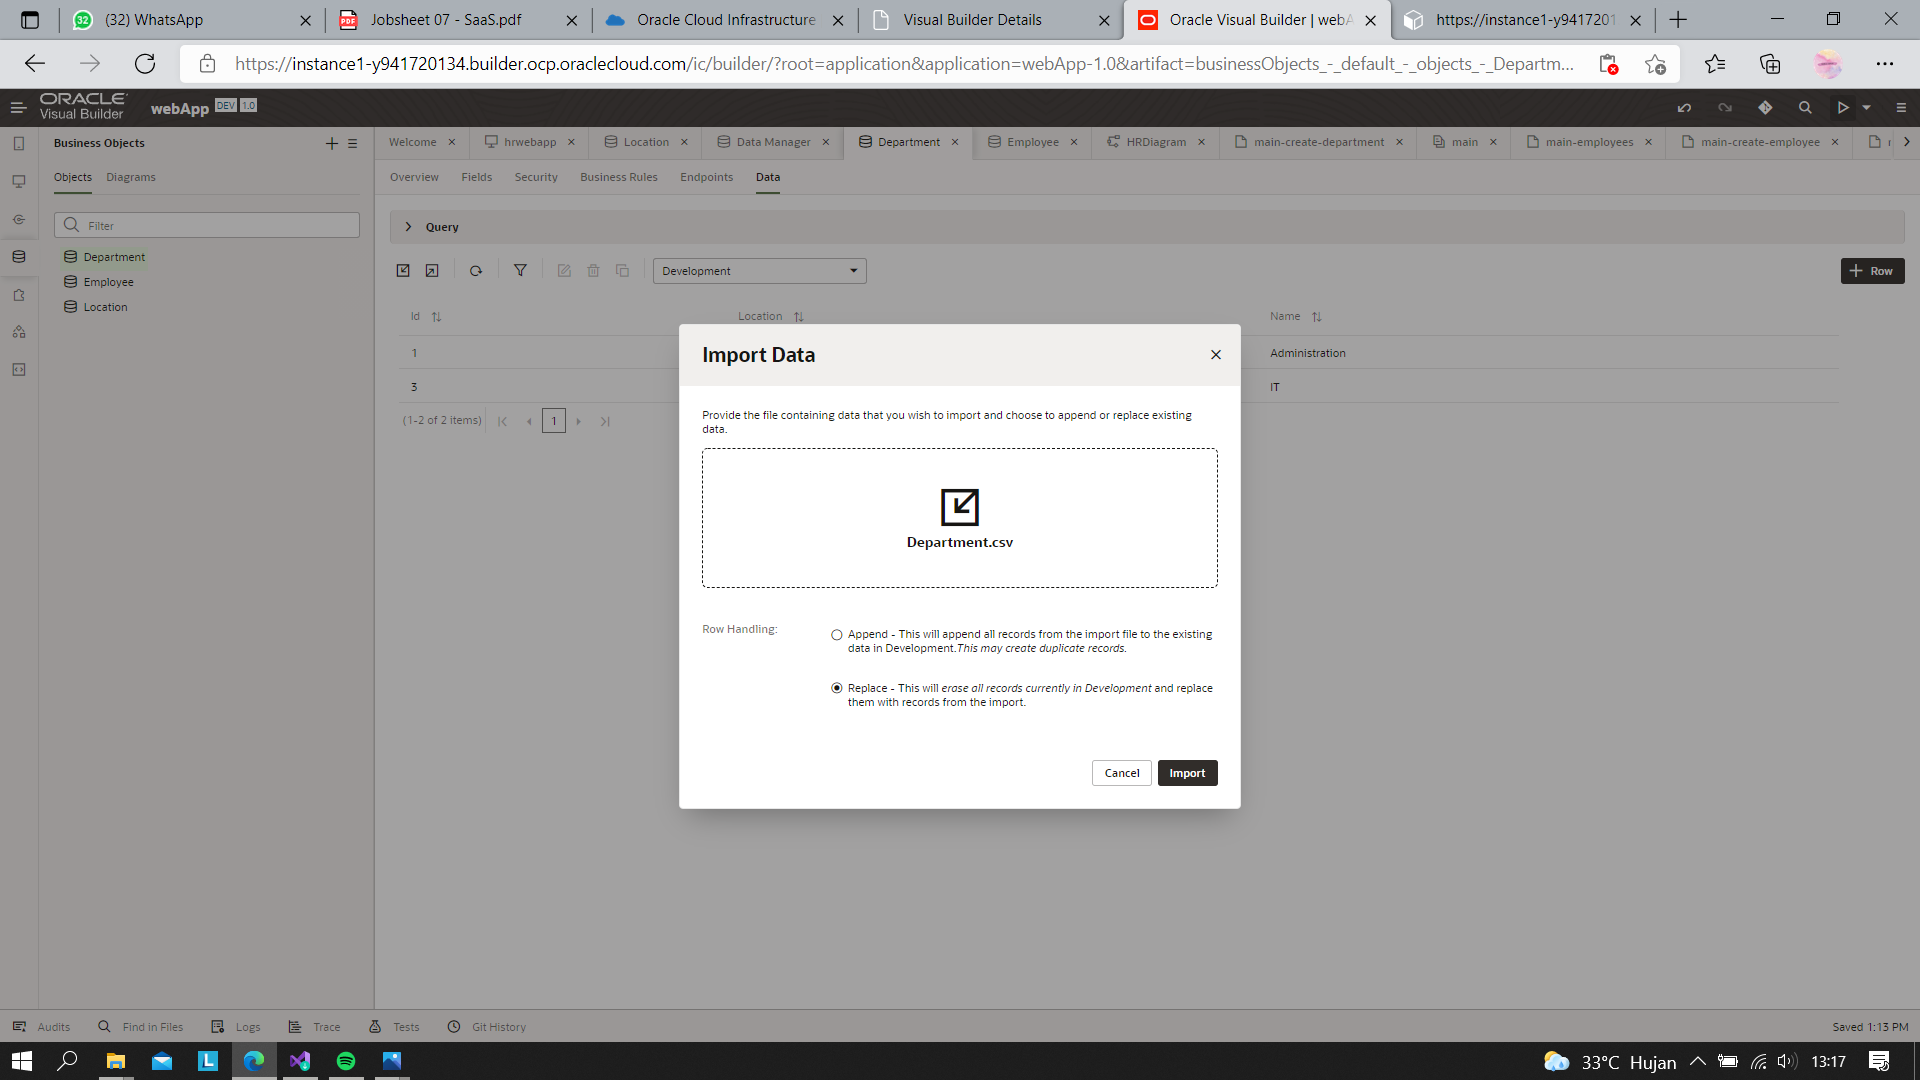 32
(32) WhatsApp
PDF
Jobsheet 07 - SaaS.pdf
Oracle Cloud Infrastructure
Visual Builder Details
Oracle Visual Builder | webA
https://instance1-y9417201
https://instance1-y941720134.builder.ocp.oraclecloud.com/ic/builder/?root=application&application=webApp-1.0&artifact=businessObjects_-_default_-_objects_-_Departm...
ORACLE
Visual Builder
webApp
DEV
1.0
Business Objects
Welcome
hrwebapp
Location
Data Manager
Department
Employee
HRDiagram
main-create-department
main
main-employees
main-create-employee
Objects
Diagrams
Overview
Fields
Security
Business Rules
Endpoints
Data
Filter
Department
Employee
Location
Query
Development
Row
Id
Location
Name
1
Administration
3
IT
(1-2 of 2 items)
1
Import Data
Provide the file containing data that you wish to import and choose to append or replace existing
data.
Department.csv
Row Handling:
Append - This will append all records from the import file to the existing
data in Development.This may create duplicate records.
Replace - This will erase all records currently in Development and replace
them with records from the import.
Cancel
Import
Audits
Find in Files
Logs
Trace
Tests
Git History
Saved 1:13 PM
L
33°C Hujan
13:17